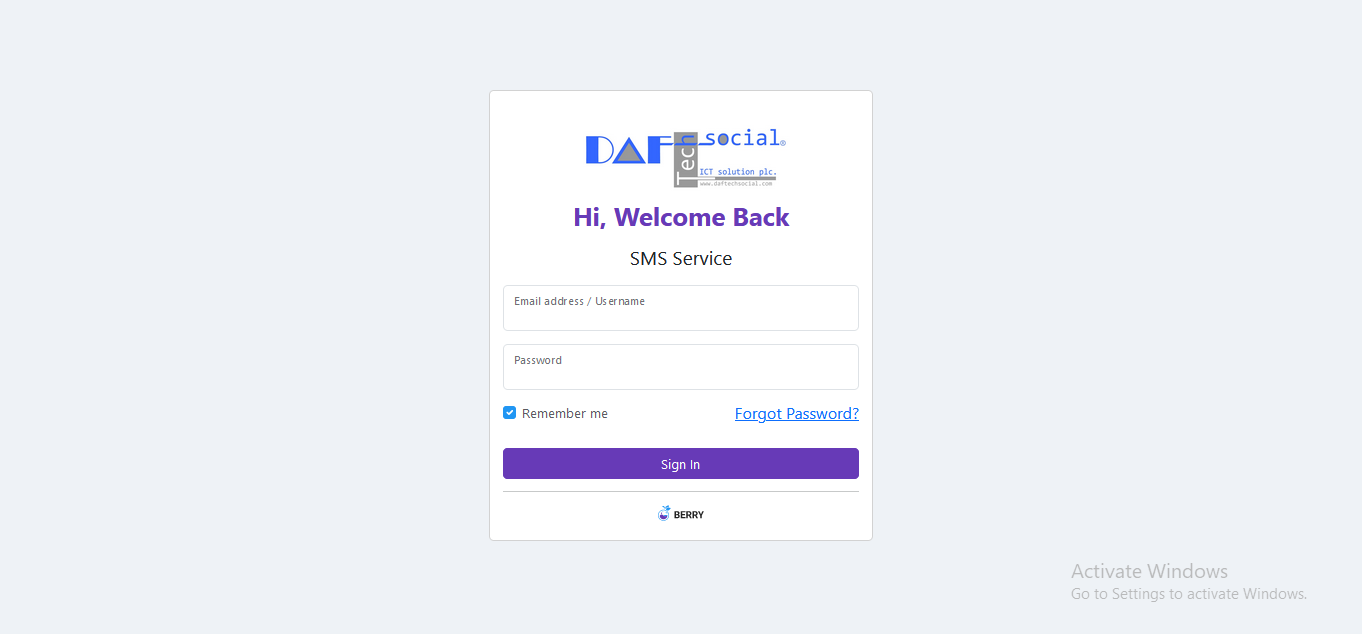 DAF Tech social®
ICT solution plc.
www.daftechsocial.com
Hi, Welcome Back
SMS Service
Email address / Username
Password
Remember me
Forgot Password?
Sign In
BERRY
Activate Windows
Go to Settings to activate Windows.